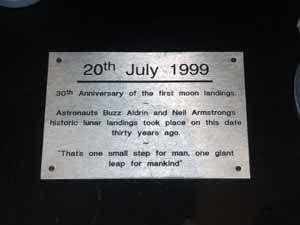 20th July 1999
30th Anniversary of the first moon landings.
~
Astronauts Buzz Aldrin and Neil Armstrongs
historic lunar landings took place on this date
thirty years ago.
~
"Thats one small step for man, one giant
leap for mankind"